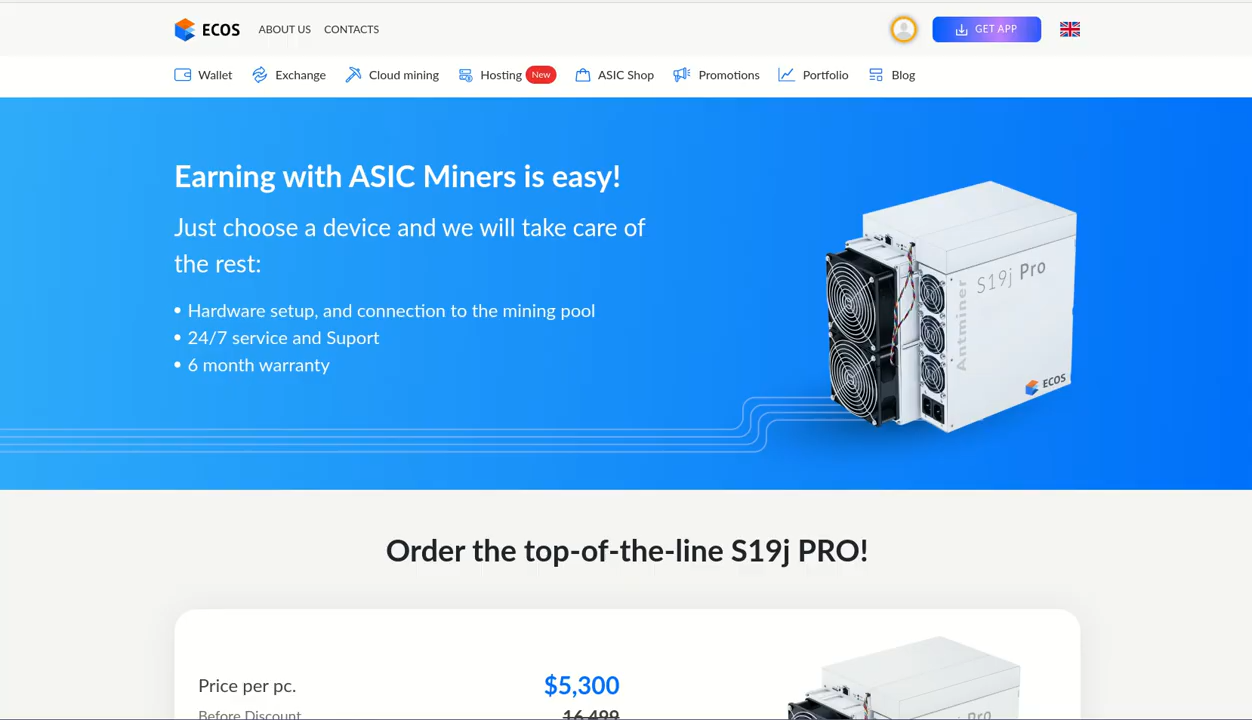 ECOS
ABOUT US
CONTACTS
GET APP
Wallet
Exchange
Cloud mining
Hosting
New
ASIC Shop
Promotions
Portfolio
Blog
Earning with ASIC Miners is easy!
Just choose a device and we will take care of
the rest:
• Hardware setup, and connection to the mining pool
• 24/7 service and Suport
• 6 month warranty
S19j Pro
Antminer
ECOS
Order the top-of-the-line S19j PRO!
Price per pc.
$5,300
Before Discount
16,499
Pro